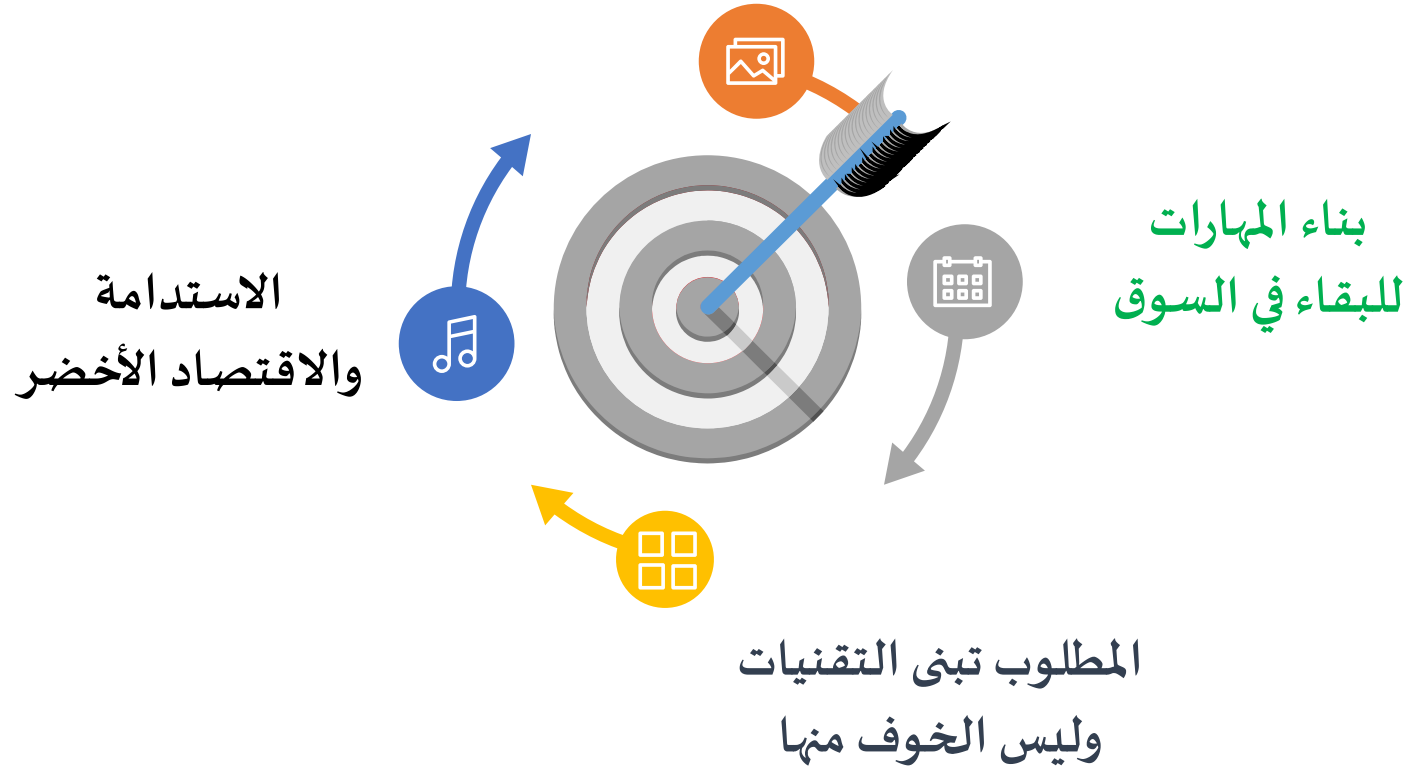 بناء المهارات
للبقاء في السوق
الاستدامة
والاقتصاد الأخضر
المطلوب تبنى التقنيات
وليس الخوف منها